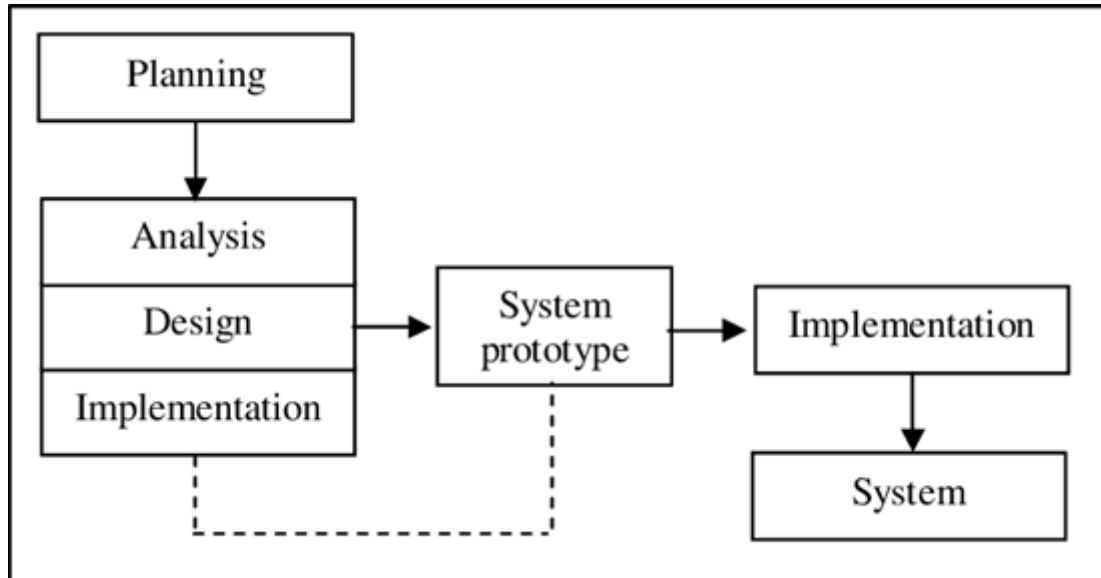 Planning
Analysis
Design
Implementation
System
prototype
Implementation
System